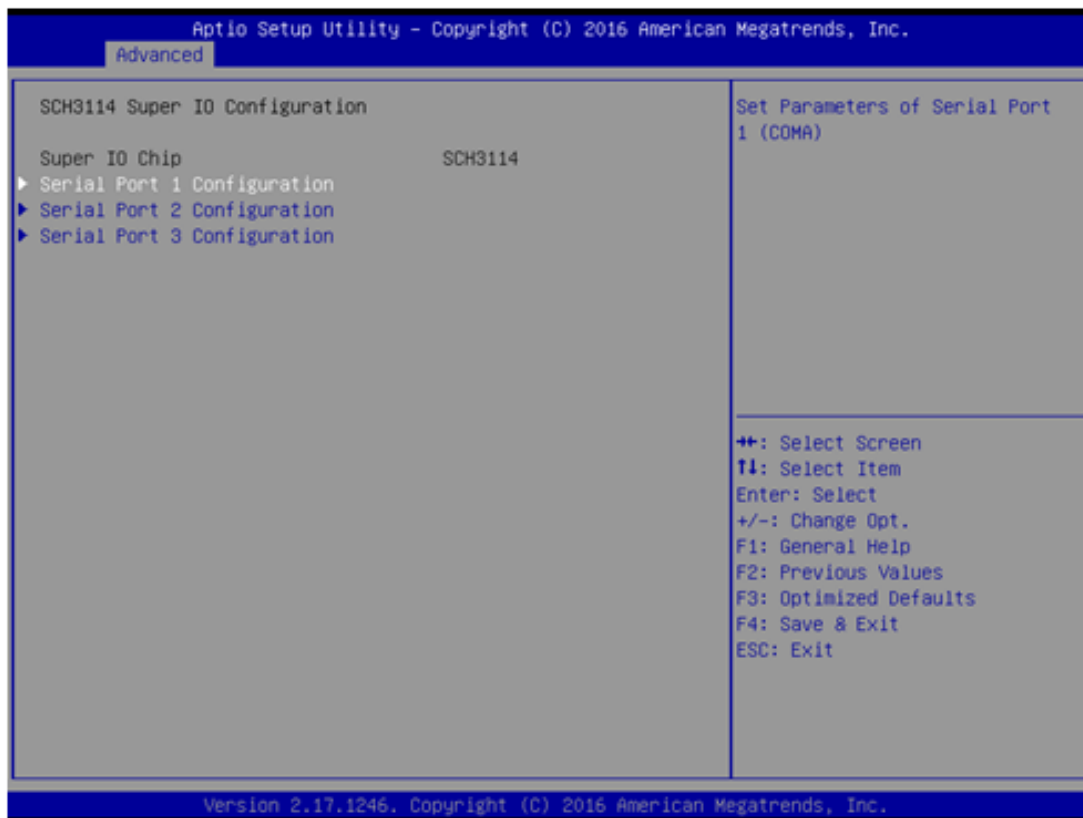 Aptio Setup Utility - Copyright (C) 2016 American Megatrends, Inc.
Advanced
SCH3114 Super IO Configuration
Super IO Chip SCH3114
Serial Port 1 Configuration
Serial Port 2 Configuration
Serial Port 3 Configuration
Set Parameters of Serial Port
1 (COMA)
→←: Select Screen
↑↓: Select Item
Enter: Select
+/-: Change Opt.
F1: General Help
F2: Previous Values
F3: Optimized Defaults
F4: Save & Exit
ESC: Exit
Version 2.17.1246. Copyright (C) 2016 American Megatrends, Inc.